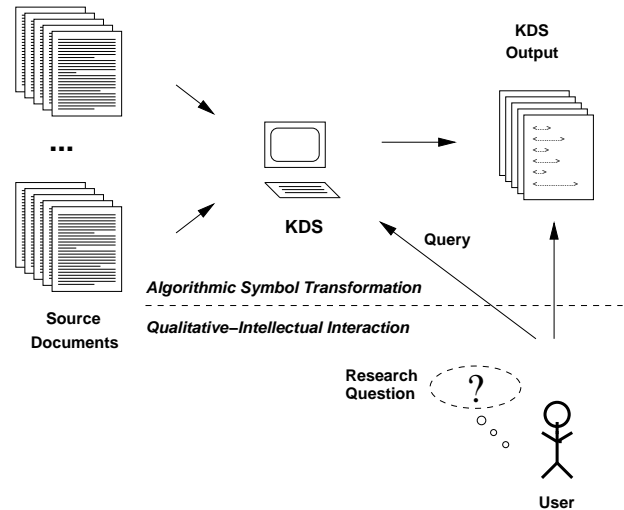 KDS
Output
<....>
<..........>
<....>
<........>
<...>
<..............>
...
KDS
Query
Algorithmic Symbol Transformation
Source
Documents
Qualitative–Intellectual Interaction
Research
Question
?
User